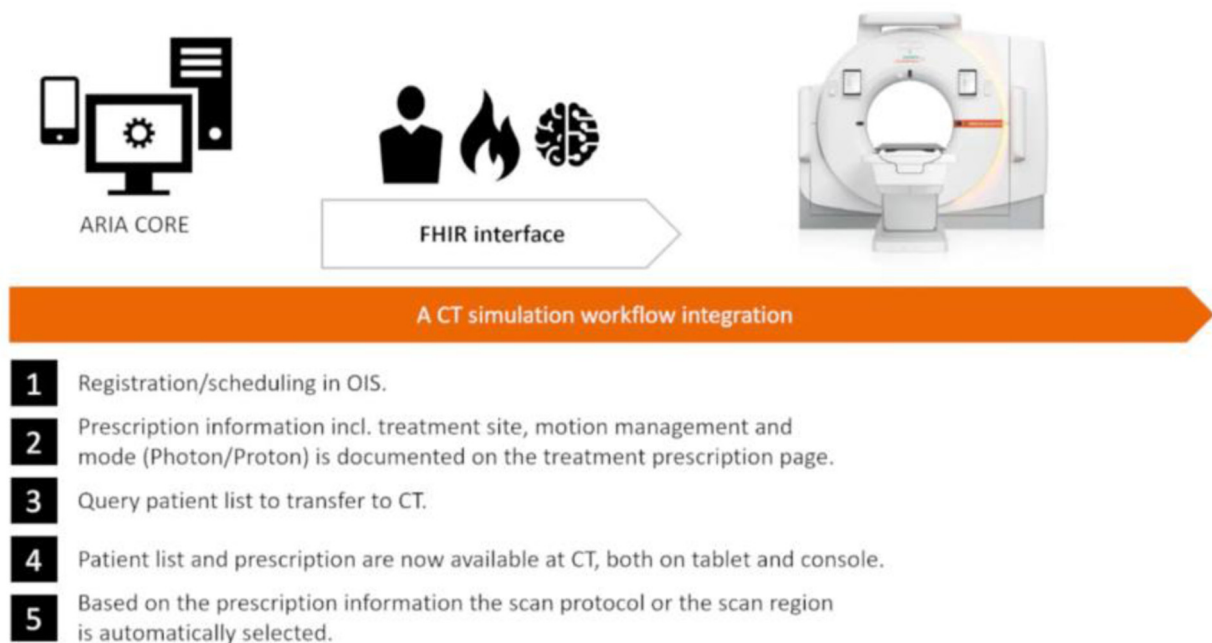 ARIA CORE
FHIR interface
A CT simulation workflow integration
1 Registration/scheduling in OIS.
2 Prescription information incl. treatment site, motion management and
mode (Photon/Proton) is documented on the treatment prescription page.
3 Query patient list to transfer to CT.
4 Patient list and prescription are now available at CT, both on tablet and console.
5 Based on the prescription information the scan protocol or the scan region
is automatically selected.